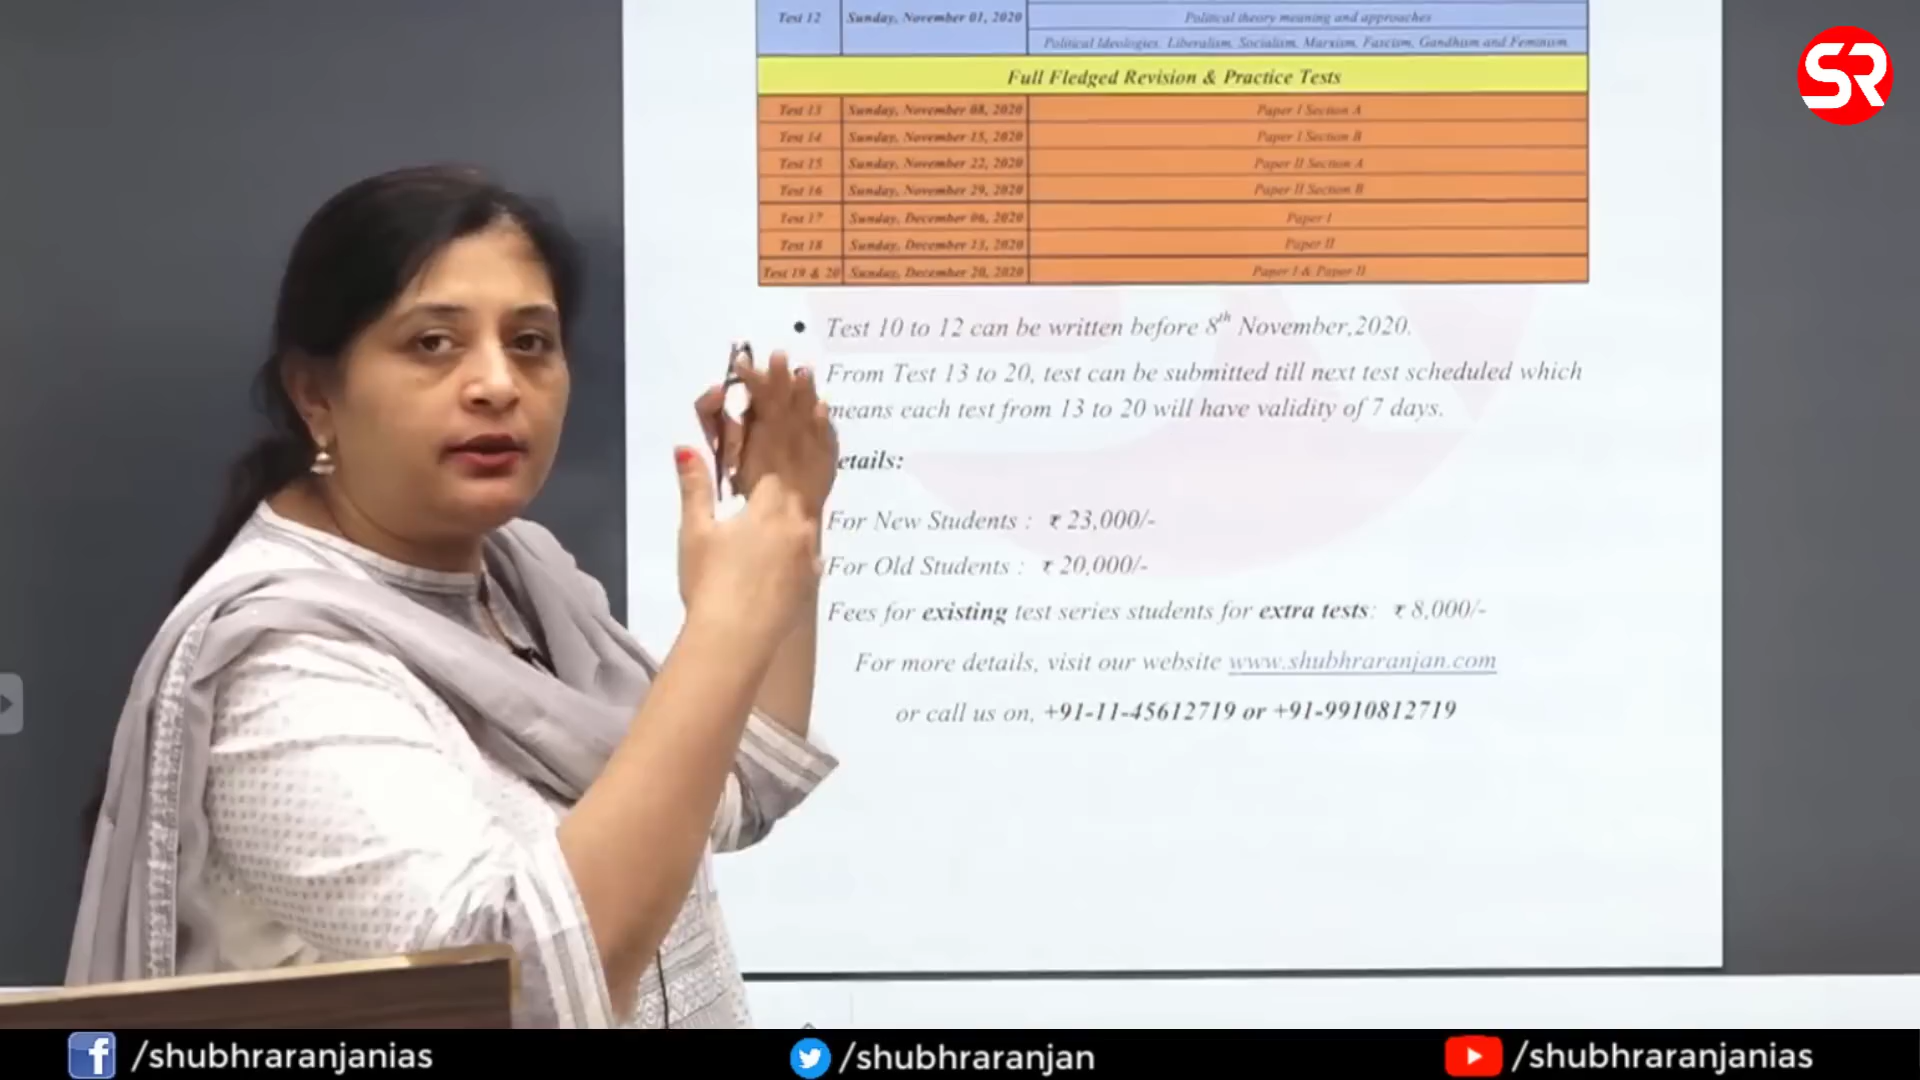 SR
Test 12 Sunday, November 01, 2020 Political theory meaning and approaches
Political Ideologies, Liberalism, Socialism, Marxism, Fascism, Gandhism and Feminism
Full Fledged Revision & Practice Tests
Test 13 Sunday, November 08, 2020 Paper I Section A
Test 14 Sunday, November 15, 2020 Paper I Section B
Test 15 Sunday, November 22, 2020 Paper II Section A
Test 16 Sunday, November 29, 2020 Paper II Section B
Test 17 Sunday, December 06, 2020 Paper I
Test 18 Sunday, December 13, 2020 Paper II
Test 19 & 20 Sunday, December 20, 2020 Paper I & Paper II
• Test 10 to 12 can be written before 8th November,2020.
From Test 13 to 20, test can be submitted till next test scheduled which
means each test from 13 to 20 will have validity of 7 days.
etails:
For New Students : ₹ 23,000/-
For Old Students : ₹ 20,000/-
Fees for existing test series students for extra tests: ₹ 8,000/-
For more details, visit our website www.shubhraranjan.com
or call us on, +91-11-45612719 or +91-9910812719
/shubhraranjanias /shubhraranjan /shubhraranjanias